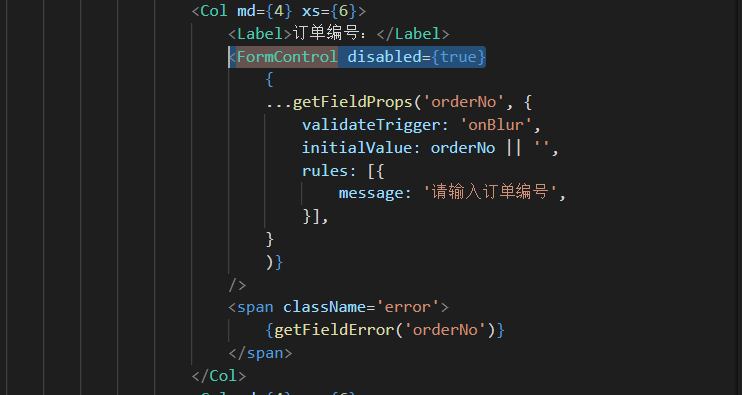 <Col md={4} xs={6}>
<Label>订单编号：</Label>
<FormControl disabled={true}
{
...getFieldProps('orderNo', {
validateTrigger: 'onBlur',
initialValue: orderNo || '',
rules: [{
message: '请输入订单编号',
}],
}
)}
/>
<span className='error'>
{getFieldError('orderNo')}
</span>
</Col>